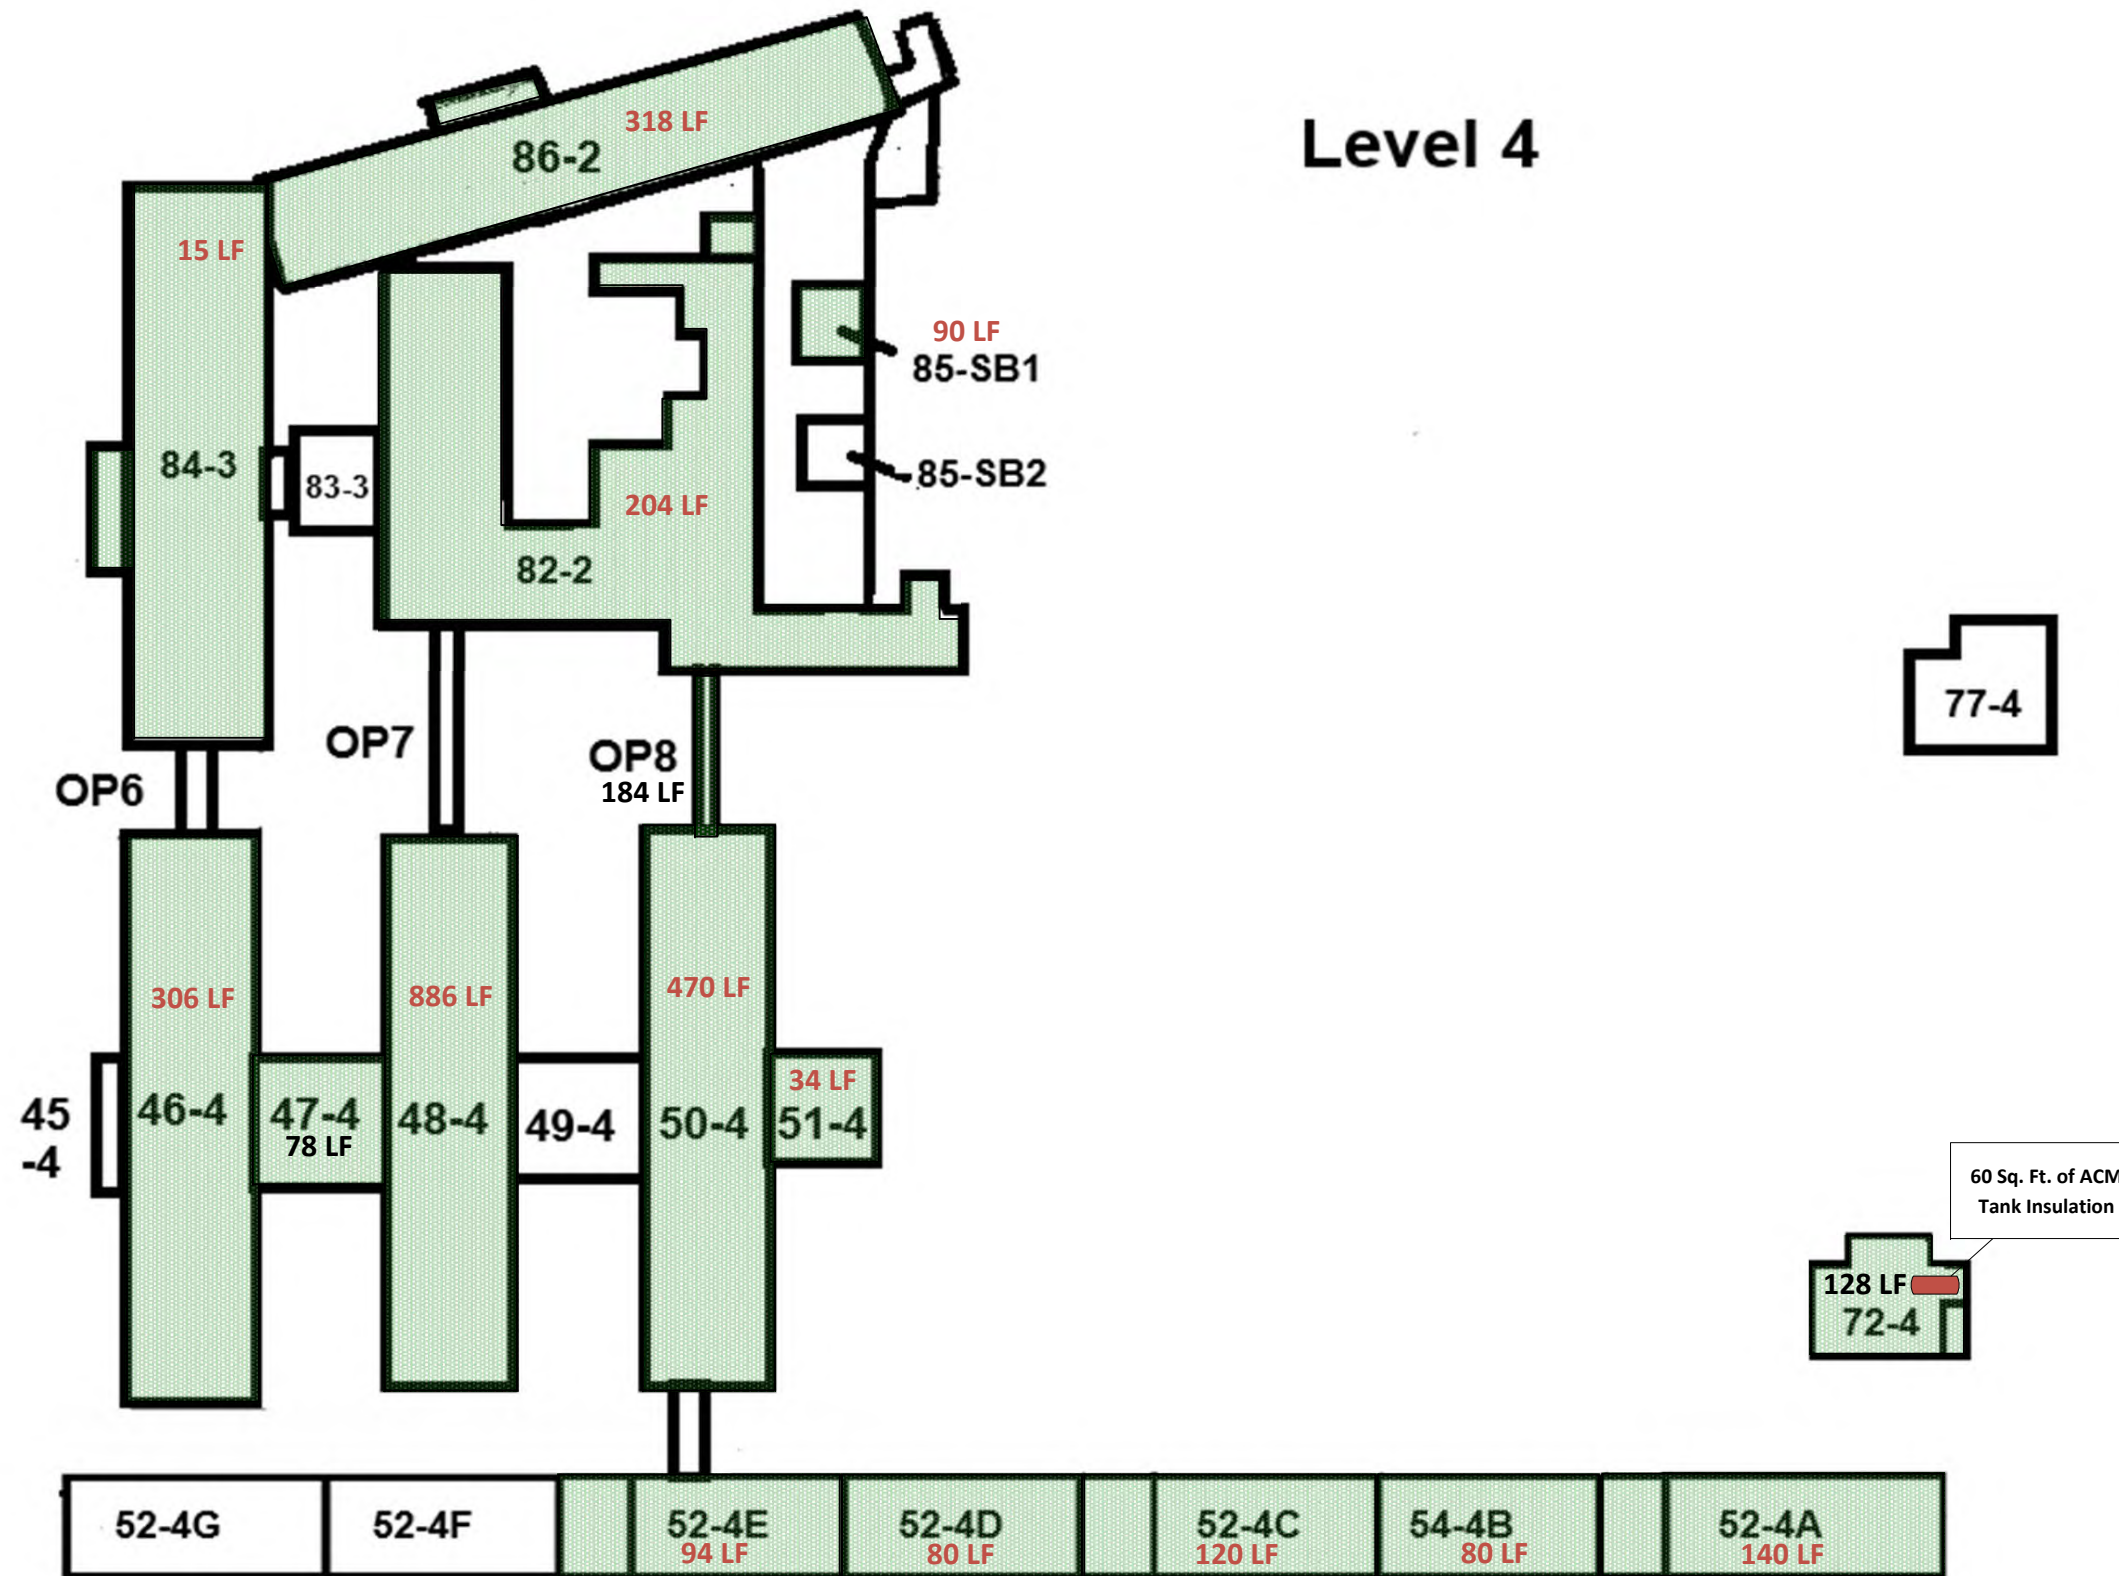 Level 4
318 LF
86-2
15 LF
90 LF
85-SB1
84-3
83-3
85-SB2
204 LF
82-2
77-4
OP7
OP8
OP6
184 LF
306 LF
886 LF
470 LF
34 LF
45
-4
46-4
47-4
78 LF
48-4
49-4
50-4
51-4
60 Sq. Ft. of ACM
Tank Insulation
128 LF
72-4
52-4G
52-4F
52-4E
94 LF
52-4D
80 LF
52-4C
120 LF
54-4B
80 LF
52-4A
140 LF